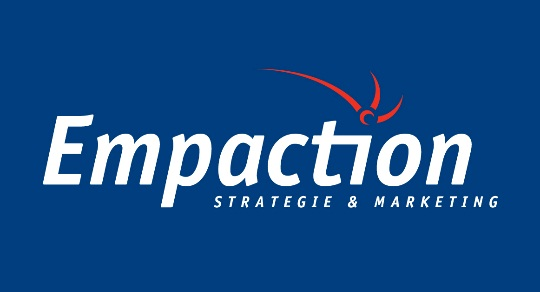 Empaction
STRATEGIE & MARKETING